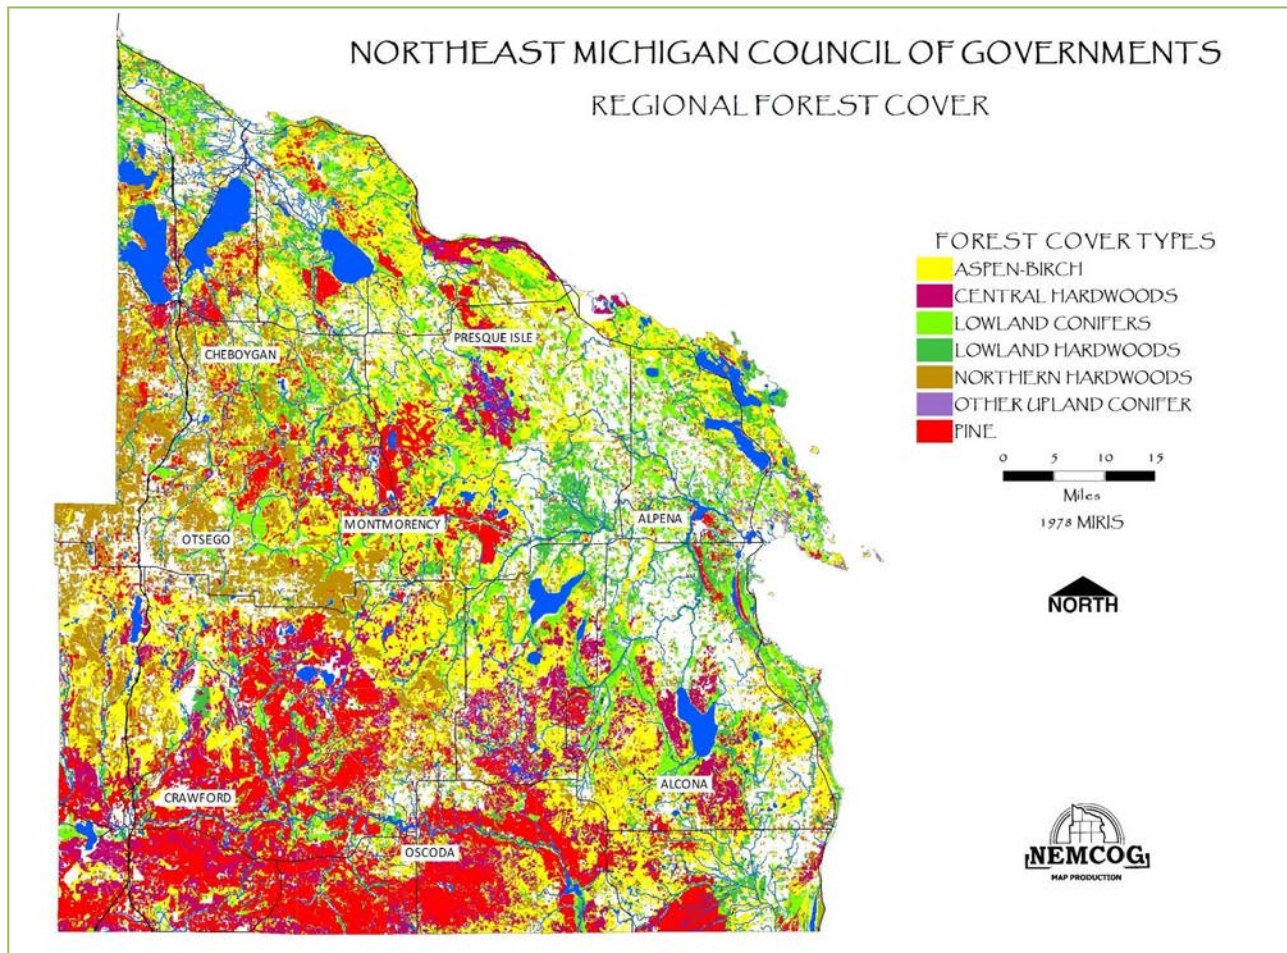 NORTHEAST MICHIGAN COUNCIL OF GOVERNMENTS
REGIONAL FOREST COVER
FOREST COVER TYPES
ASPEN-BIRCH
CENTRAL HARDWOODS
LOWLAND CONIFERS
LOWLAND HARDWOODS
NORTHERN HARDWOODS
OTHER UPLAND CONIFER
PINE
0 5 10 15
Miles
1978 MIRIS
NORTH
PRESQUE ISLE
CHEBOYGAN
ALPENA
MONTMORENCY
OTSEGO
ALCONA
CRAWFORD
OSCODA
NEMCOG
MAP PRODUCTION